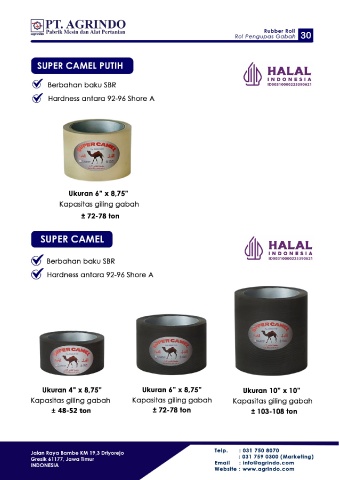 PT. AGRINDO
Pabrik Mesin dan Alat Pertanian
Rubber Roll
Rol Pengupas Gabah 30
SUPER CAMEL PUTIH
HALAL
INDONESIA
Berbahan baku SBR
Hardness antara 92-96 Shore A
SUPER CAMEL
Ukuran 6" x 8,75"
Kapasitas giling gabah
± 72-78 ton
SUPER CAMEL
HALAL
INDONESIA
Berbahan baku SBR
Hardness antara 92-96 Shore A
SUPER CAMEL
SUPER CAMEL
SUPER CAMEL
Ukuran 4" x 8,75"
Kapasitas giling gabah
± 48-52 ton
Ukuran 6" x 8,75"
Kapasitas giling gabah
± 72-78 ton
Ukuran 10" x 10"
Kapasitas giling gabah
± 103-108 ton
Jalan Raya Bambe KM 19,3 Driyorejo
Gresik 61177, Jawa Timur
INDONESIA
Telp. : 031 750 8070
: 031 759 0300 (Marketing)
Email : info@agrindo.com
Website : www.agrindo.com